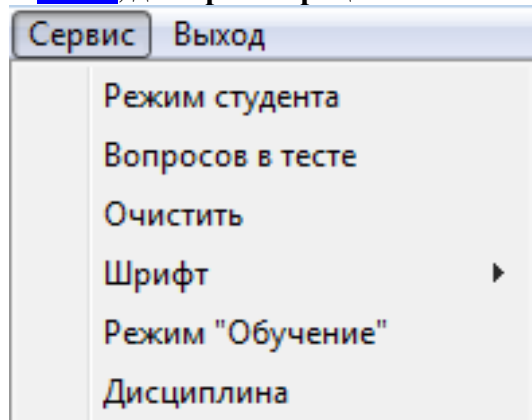 Сервис Выход
Режим студента
Вопросов в тесте
Очистить
Шрифт
Режим "Обучение"
Дисциплина